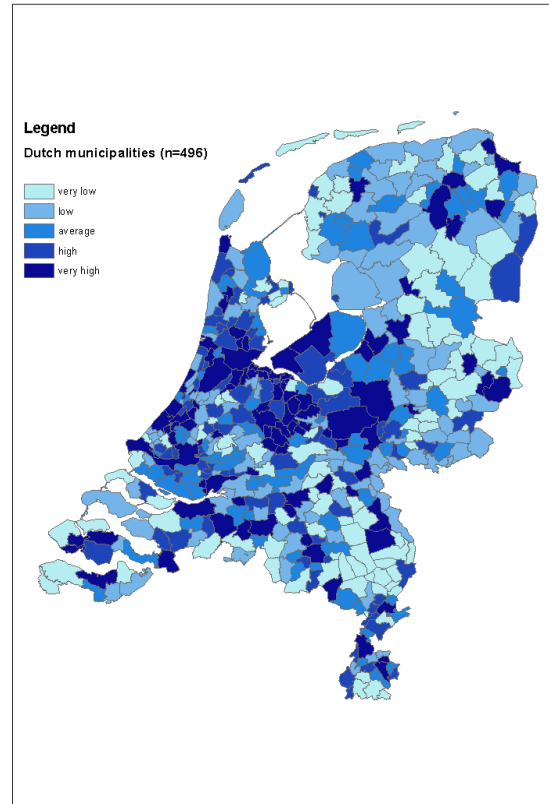 Legend
Dutch municipalities (n=496)
very low
low
average
high
very high